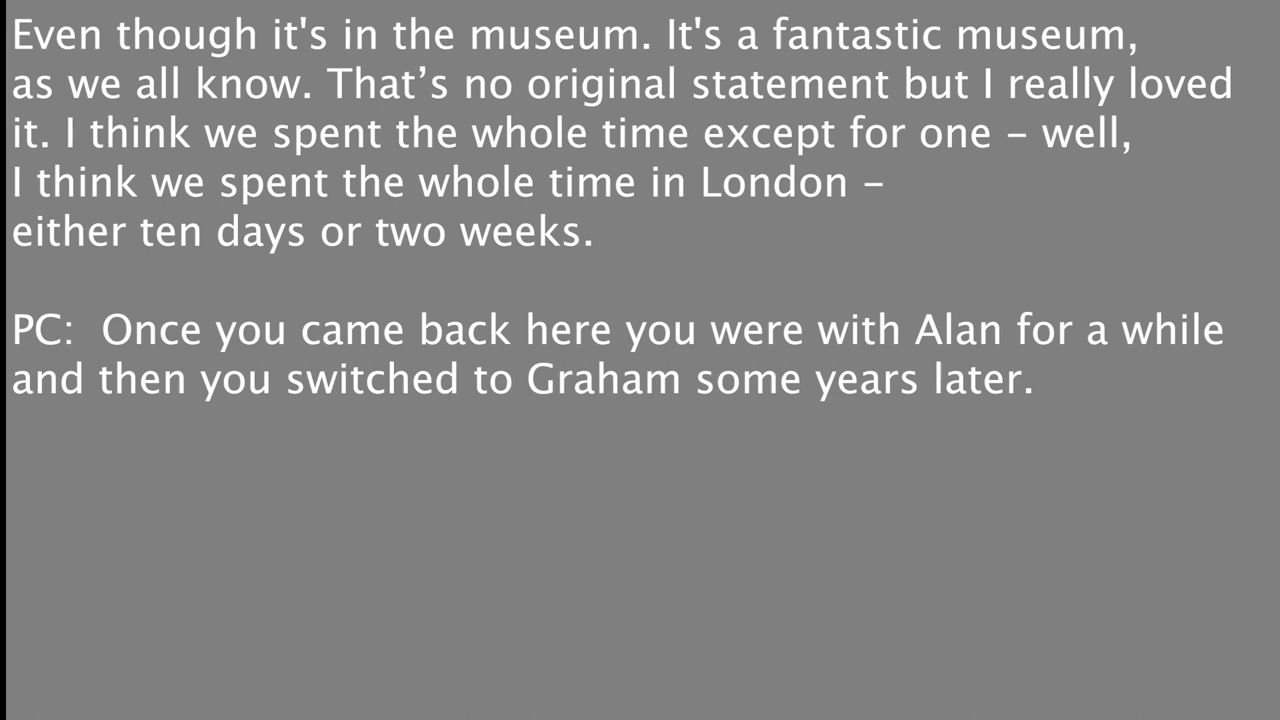 Even though it's in the museum. It's a fantastic museum,
as we all know. That’s no original statement but I really loved
it. I think we spent the whole time except for one – well,
I think we spent the whole time in London –
either ten days or two weeks.
PC:  Once you came back here you were with Alan for a while
and then you switched to Graham some years later.